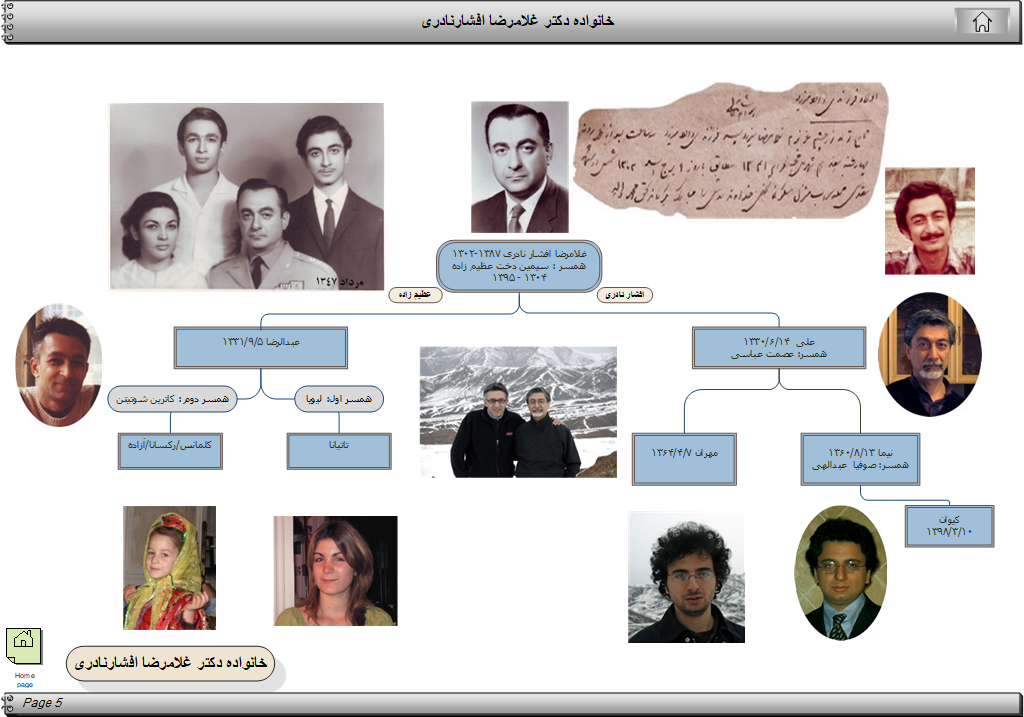 خانواده دکتر غلامرضا افشارنادری
مرداد ۱۳۴۷
غلامرضا افشار نادری ۱۳۸۷-۱۳۰۲
همسر : سیمین دخت عظیم زاده
۱۳۰۴ - ۱۳۹۵
افشار نادری
عظیم زاده
علی ۱۳۳۰/۶/۱۴
همسر: عصمت عباسی
عبدالرضا ۱۳۳۱/۹/۵
همسر اول: لیویا
همسر دوم: کاترین شوتیتن
تاتیانا
کلمانس/رکسانا/آزاده
نیما ۱۳۶۰/۸/۱۳
همسر: صوفیا عبدالهی
مهران ۱۳۶۴/۴/۷
کیوان
۱۳۹۸/۳/۱۰
خانواده دکتر غلامرضا افشارنادری
Home
page
Page 5